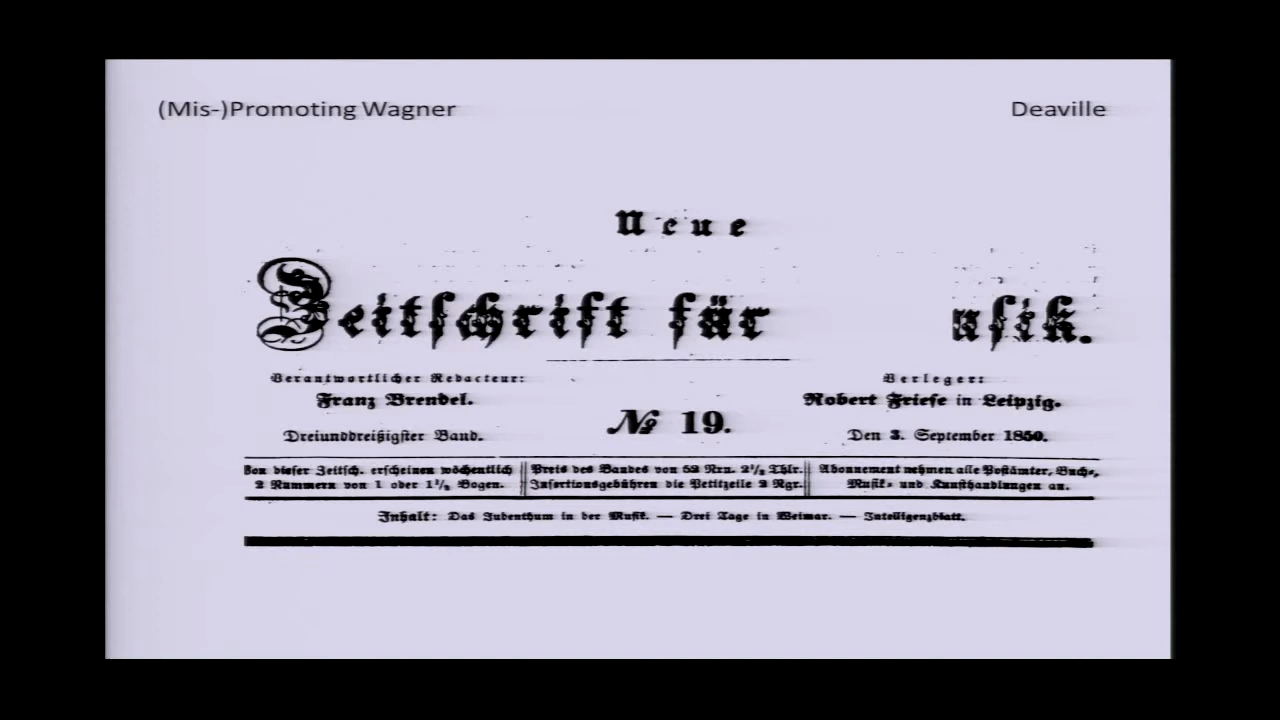 (Mis-)Promoting Wagner
Deaville
Neue
Zeitschrift für usik.
Verantwortlicher Redacteur:
Franz Brendel.
Verleger:
Robert Friese in Leipzig.
№ 19.
Dreiunddreißigster Band.
Den 3. September 1850.
Von dieser Zeitsch. erscheinen wöchentlich
2 Nummern von 1 oder 1½ Bogen.
Preis des Bandes von 52 Nrn. 2½ Thlr.
Insertionsgebühren die Petitzeile 2 Ngr.
Abonnement nehmen alle Postämter, Buch-,
Musik- und Kunsthandlungen an.
Inhalt: Das Judenthum in der Musik. — Drei Tage in Weimar. — Intelligenzblatt.